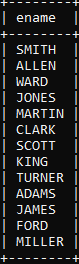 ename
SMITH
ALLEN
WARD
JONES
MARTIN
CLARK
SCOTT
KING
TURNER
ADAMS
JAMES
FORD
MILLER